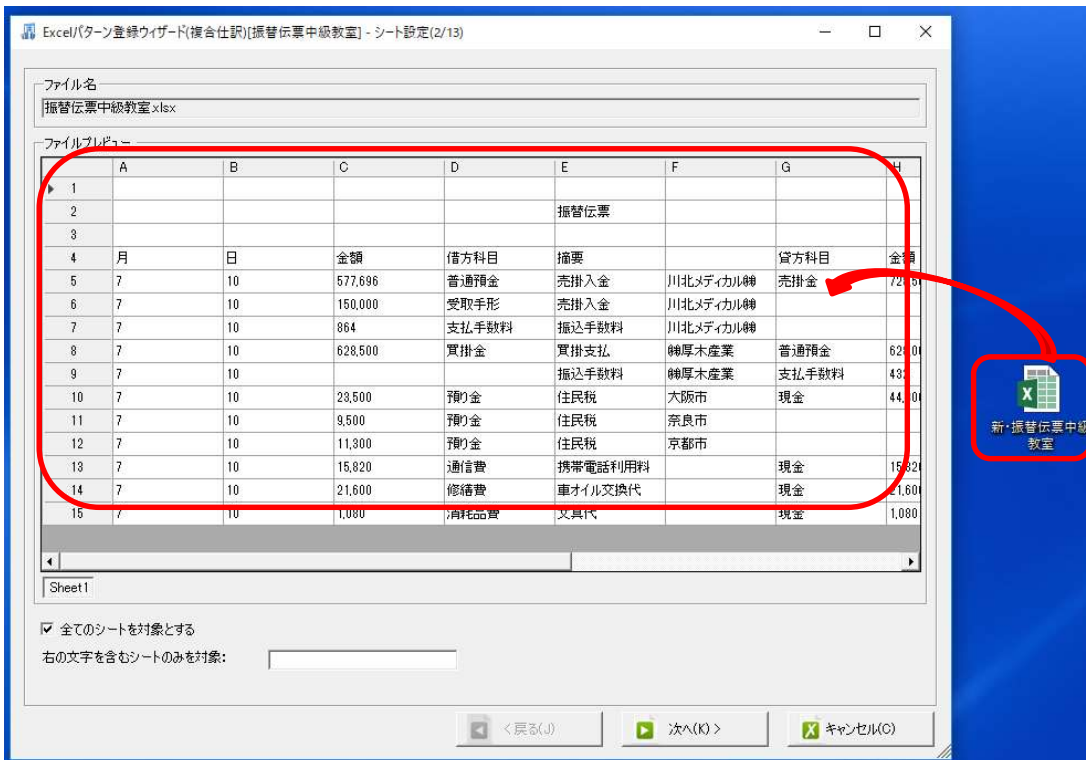 Excelパターン登録ウィザード(複合仕訳)[振替伝票中級教室] - シート設定(2/13)
ファイル名
振替伝票中級教室.xlsx
ファイルプレビュー
A B C D E F G H
1
2 振替伝票
3
4 月 日 金額 借方科目 摘要 貸方科目 金額
5 7 10 577,696 普通預金 売掛入金 川北メディカル㈱ 売掛金
6 7 10 150,000 受取手形 売掛入金 川北メディカル㈱
7 7 10 864 支払手数料 振込手数料 川北メディカル㈱
8 7 10 628,500 買掛金 買掛支払 ㈱厚木産業 普通預金
9 7 10 振込手数料 ㈱厚木産業 支払手数料 432
10 7 10 23,500 預り金 住民税 大阪市 現金
11 7 10 9,500 預り金 住民税 奈良市
12 7 10 11,300 預り金 住民税 京都市
13 7 10 15,820 通信費 携帯電話利用料 現金 15,820
14 7 10 21,600 修繕費 車オイル交換代 現金 21,600
15 7 10 1,080 消耗品費 文具代 現金 1,080
Sheet1
全てのシートを対象とする
右の文字を含むシートのみを対象:
< 戻る(J) 次へ(K) > キャンセル(C)
新・振替伝票中級
教室